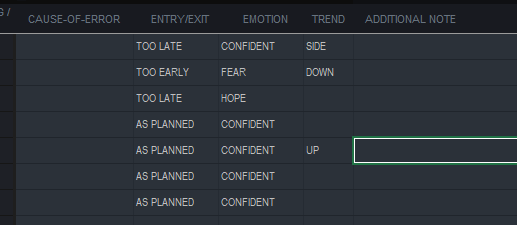 G / CAUSE-OF-ERROR ENTRY/EXIT EMOTION TREND ADDITIONAL NOTE
TOO LATE CONFIDENT SIDE
TOO EARLY FEAR DOWN
TOO LATE HOPE
AS PLANNED CONFIDENT
AS PLANNED CONFIDENT UP
AS PLANNED CONFIDENT
AS PLANNED CONFIDENT